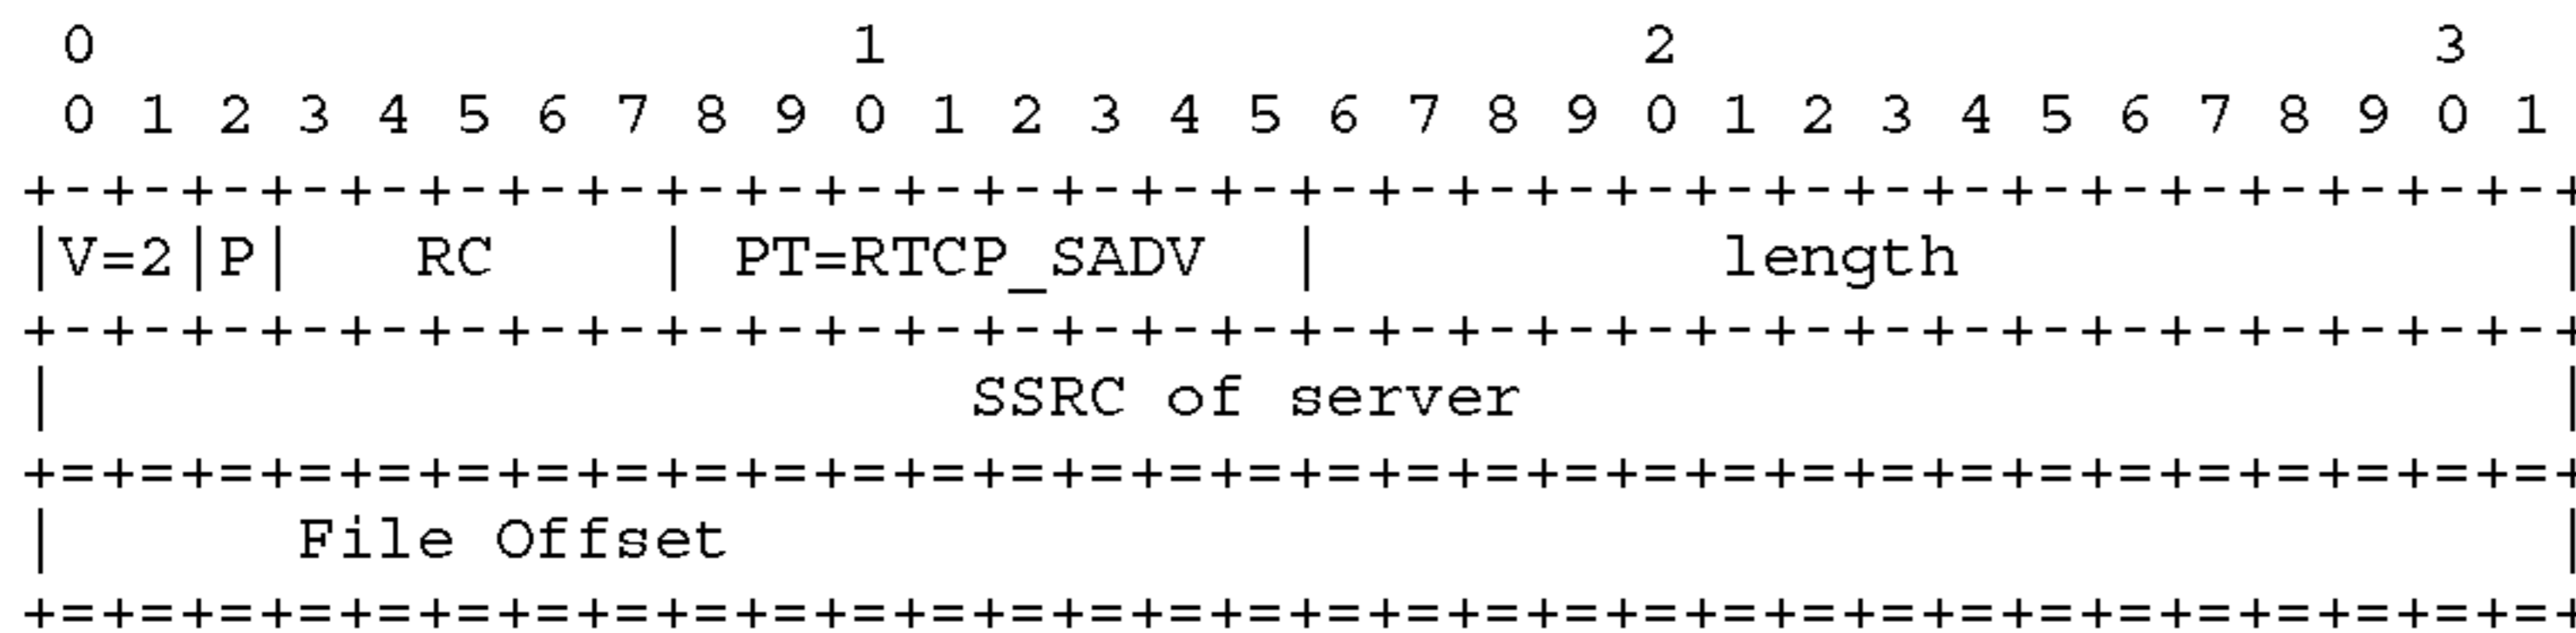 0                   1                   2                   3
 0 1 2 3 4 5 6 7 8 9 0 1 2 3 4 5 6 7 8 9 0 1 2 3 4 5 6 7 8 9 0 1
+-+-+-+-+-+-+-+-+-+-+-+-+-+-+-+-+-+-+-+-+-+-+-+-+-+-+-+-+-+-+-+-+
|V=2|P|   RC    | PT=RTCP_SADV  |          length               |
+-+-+-+-+-+-+-+-+-+-+-+-+-+-+-+-+-+-+-+-+-+-+-+-+-+-+-+-+-+-+-+-+
|                       SSRC of server                          |
+=+=+=+=+=+=+=+=+=+=+=+=+=+=+=+=+=+=+=+=+=+=+=+=+=+=+=+=+=+=+=+=+
|      File Offset                                              |
+=+=+=+=+=+=+=+=+=+=+=+=+=+=+=+=+=+=+=+=+=+=+=+=+=+=+=+=+=+=+=+=+